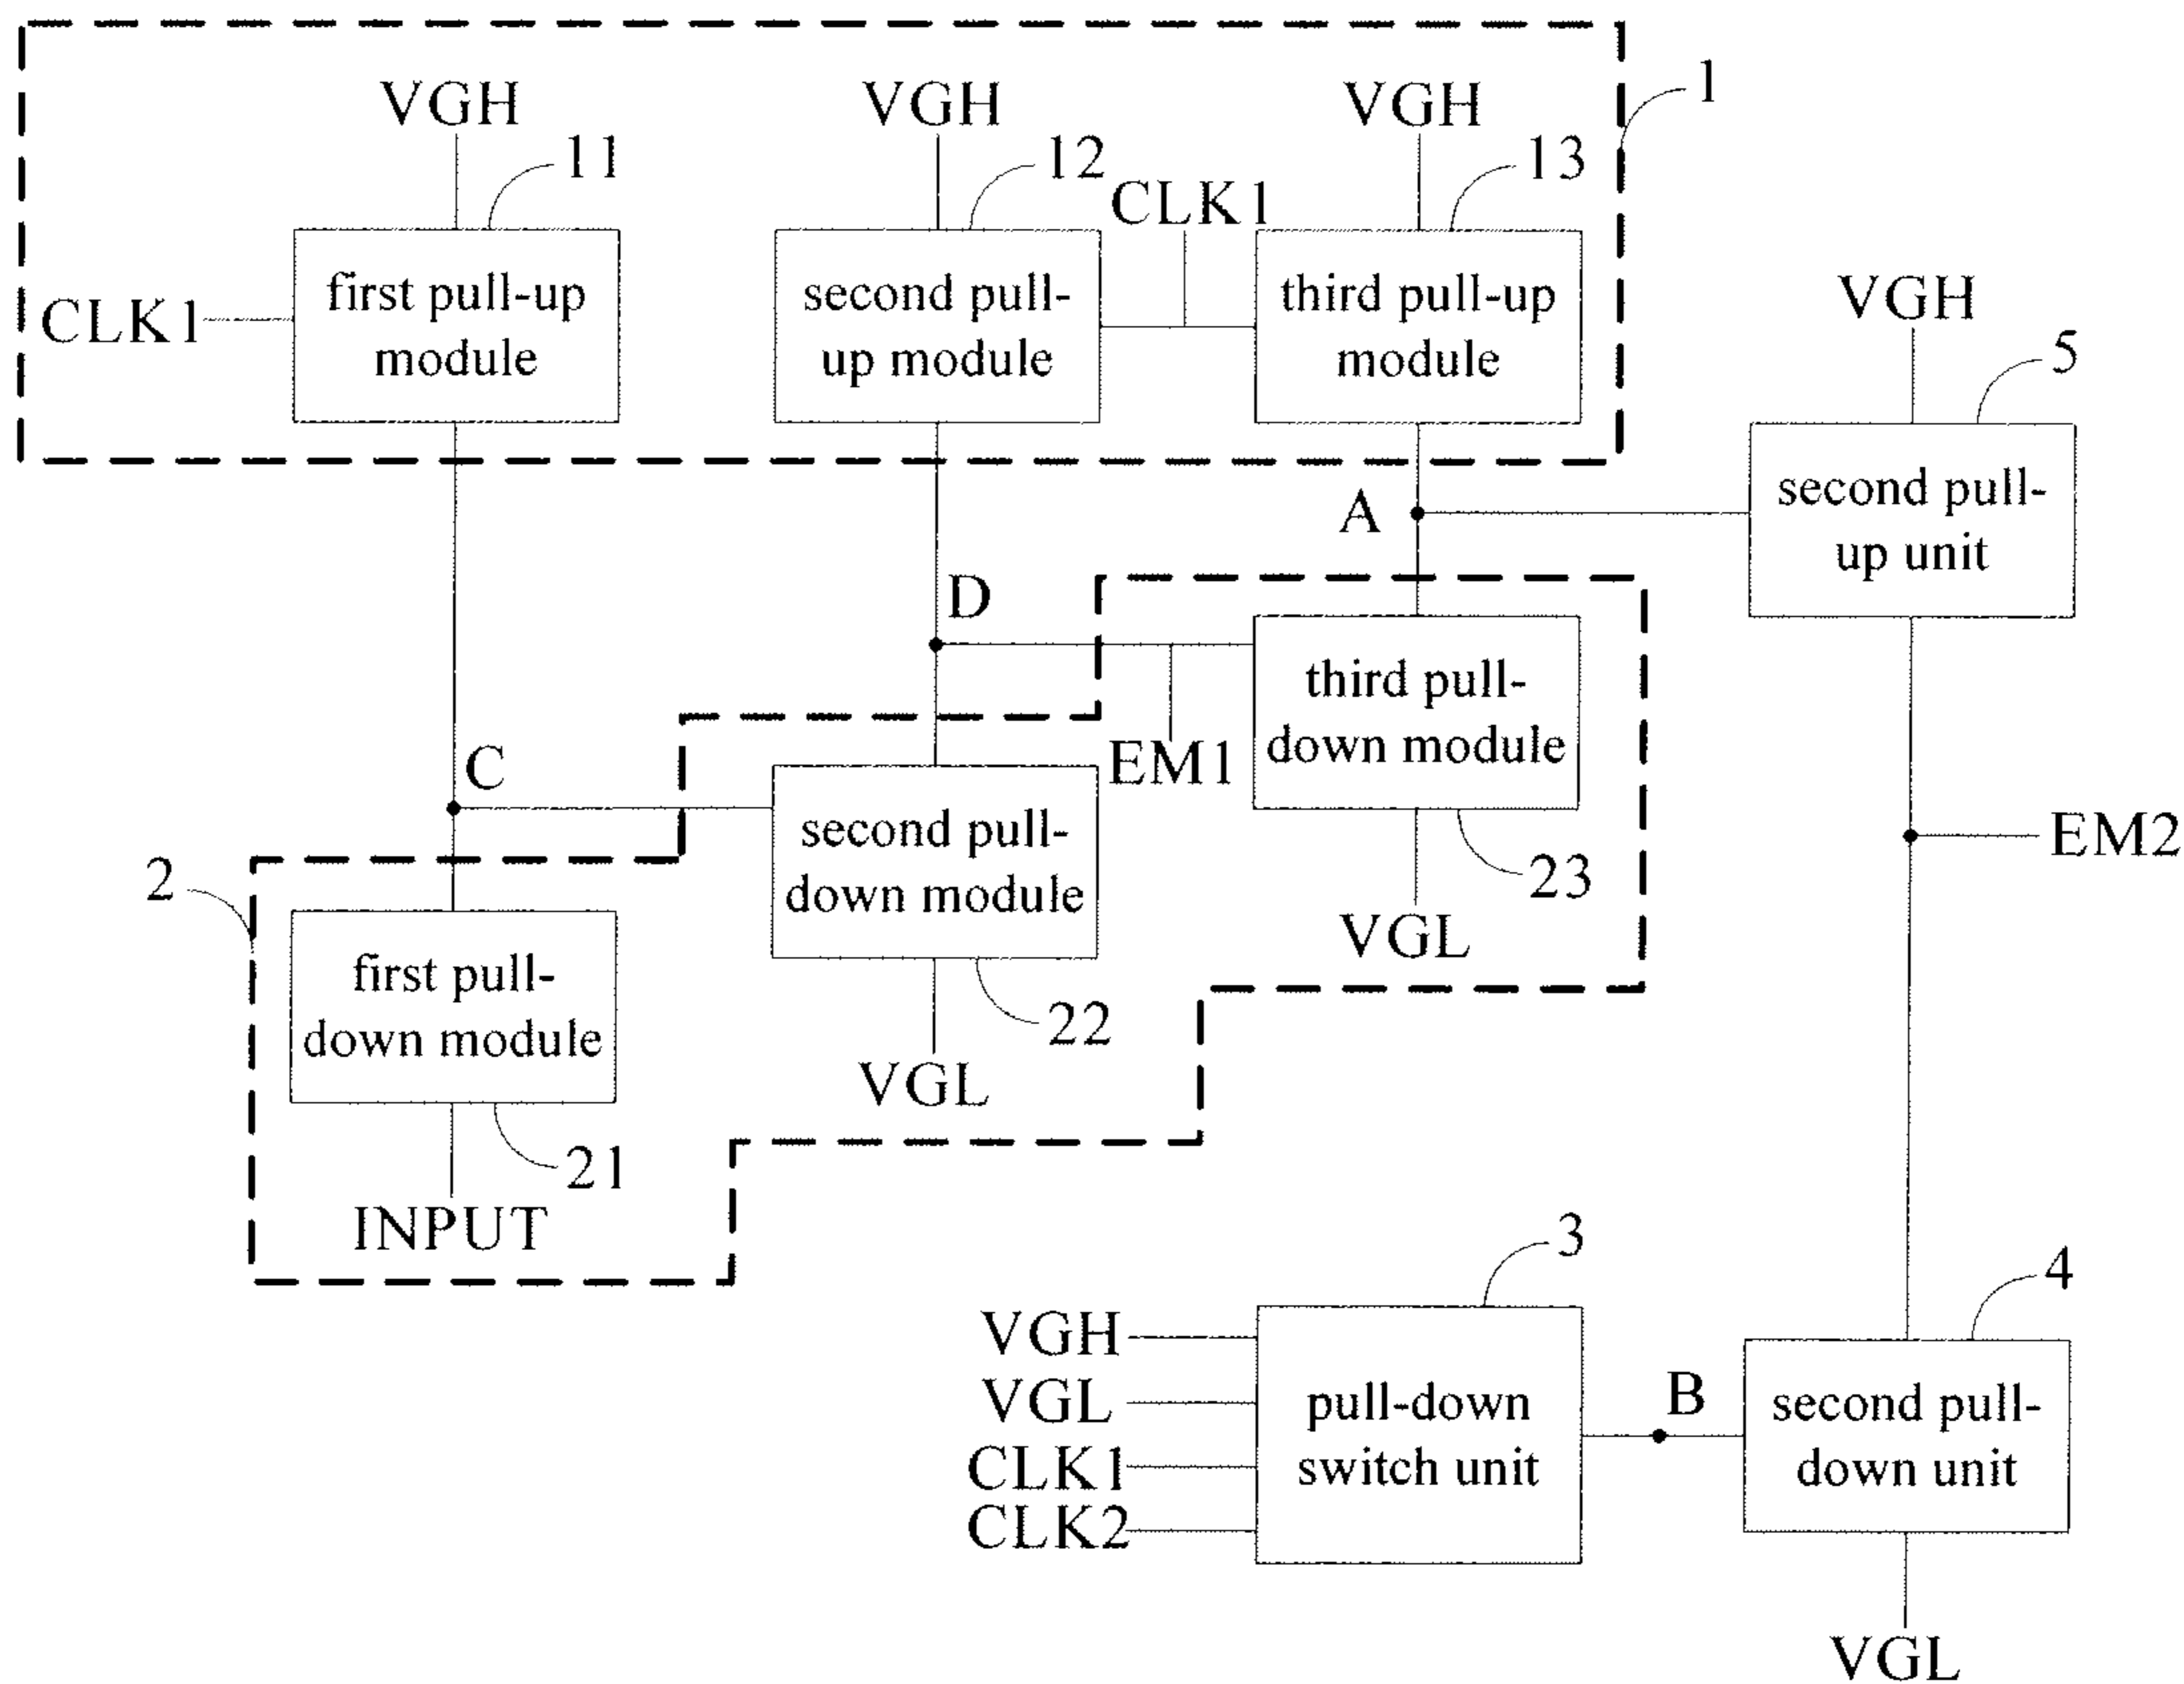 1
VGH
VGH
VGH
11
12
13
CLK1
CLK1
first pull-up
module
second pull-
up module
third pull-up
module
VGH
5
second pull-
up unit
A
D
third pull-
down module
EM1
C
second pull-
down module
23
VGL
EM2
2
first pull-
down module
22
VGL
21
INPUT
3
4
VGH
VGL
CLK1
CLK2
pull-down
switch unit
B
second pull-
down unit
VGL